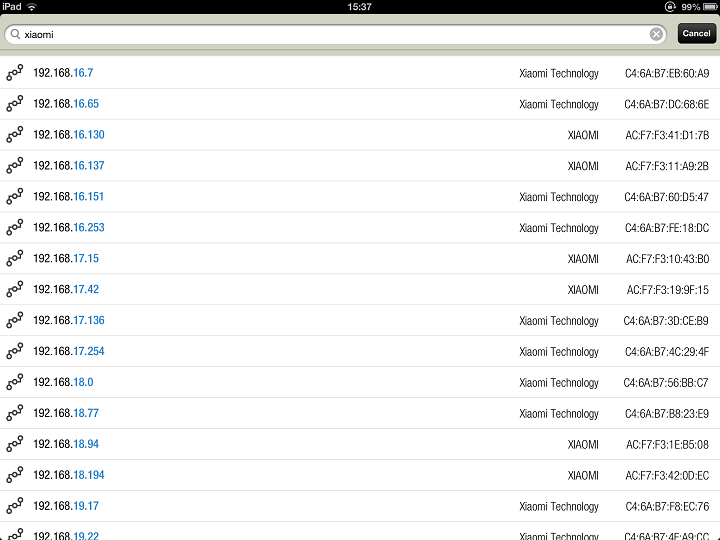 iPad 15:37 99%
xiaomi Cancel
192.168.16.7 Xiaomi Technology C4:6A:B7:EB:60:A9
192.168.16.65 Xiaomi Technology C4:6A:B7:DC:68:6E
192.168.16.130 XIAOMI AC:F7:F3:41:D1:7B
192.168.16.137 XIAOMI AC:F7:F3:11:A9:2B
192.168.16.151 Xiaomi Technology C4:6A:B7:60:D5:47
192.168.16.253 Xiaomi Technology C4:6A:B7:FE:18:DC
192.168.17.15 XIAOMI AC:F7:F3:10:43:B0
192.168.17.42 XIAOMI AC:F7:F3:19:9F:15
192.168.17.136 Xiaomi Technology C4:6A:B7:3D:CE:B9
192.168.17.254 Xiaomi Technology C4:6A:B7:4C:29:4F
192.168.18.0 Xiaomi Technology C4:6A:B7:56:BB:C7
192.168.18.77 Xiaomi Technology C4:6A:B7:B8:23:E9
192.168.18.94 XIAOMI AC:F7:F3:1E:B5:08
192.168.18.194 XIAOMI AC:F7:F3:42:0D:EC
192.168.19.17 Xiaomi Technology C4:6A:B7:F8:EC:76
192.168.19.22 Xiaomi Technology C4:6A:B7:4F:A9:CC